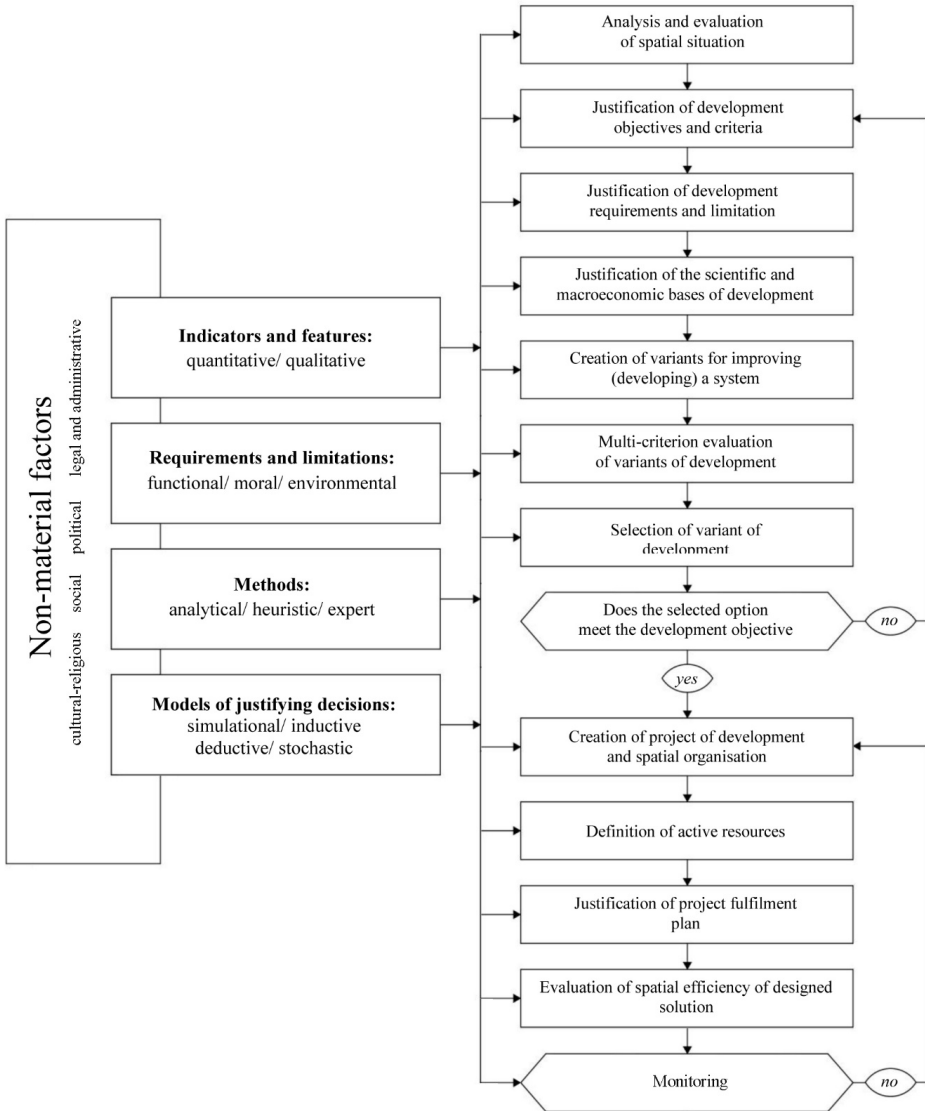 Non-material factors
cultural-religious social political legal and administrative
Indicators and features:
quantitative/ qualitative
Requirements and limitations:
functional/ moral/ environmental
Methods:
analytical/ heuristic/ expert
Models of justifying decisions:
simulational/ inductive
deductive/ stochastic
Analysis and evaluation
of spatial situation
Justification of development
objectives and criteria
Justification of development
requirements and limitation
Justification of the scientific and
macroeconomic bases of development
Creation of variants for improving
(developing) a system
Multi-criterion evaluation
of variants of development
Selection of variant of
development
Does the selected option
meet the development objective
no
yes
Creation of project of development
and spatial organisation
Definition of active resources
Justification of project fulfilment
plan
Evaluation of spatial efficiency of designed
solution
Monitoring
no